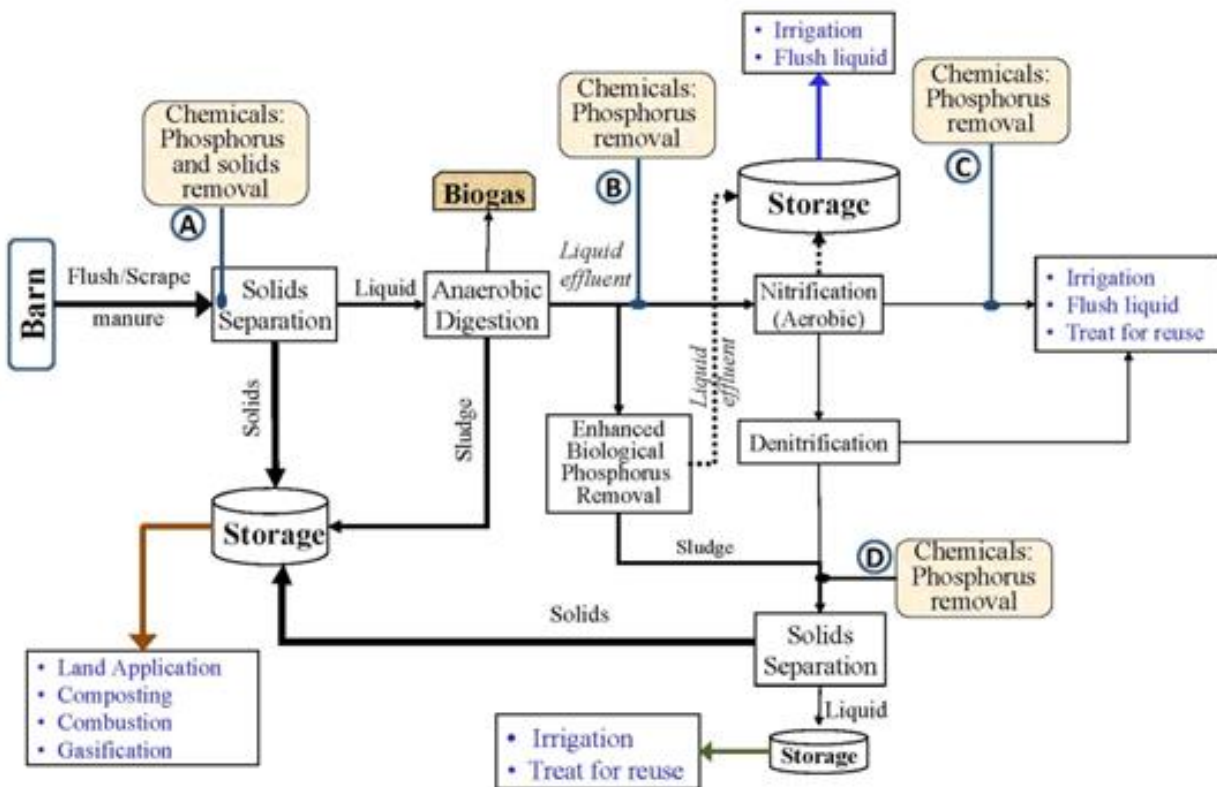 • Irrigation
• Flush liquid
Chemicals:
Phosphorus
and solids
removal
A
Chemicals:
Phosphorus
removal
B
Chemicals:
Phosphorus
removal
C
Biogas
Storage
Barn
Flush/Scrape
manure
Solids
Separation
Liquid
Anaerobic
Digestion
Liquid
effluent
Nitrification
(Aerobic)
• Irrigation
• Flush liquid
• Treat for reuse
Solids
Sludge
Liquid
effluent
Enhanced
Biological
Phosphorus
Removal
Denitrification
Storage
Sludge
D
Chemicals:
Phosphorus
removal
Solids
Solids
Separation
• Land Application
• Composting
• Combustion
• Gasification
Liquid
• Irrigation
• Treat for reuse
Storage